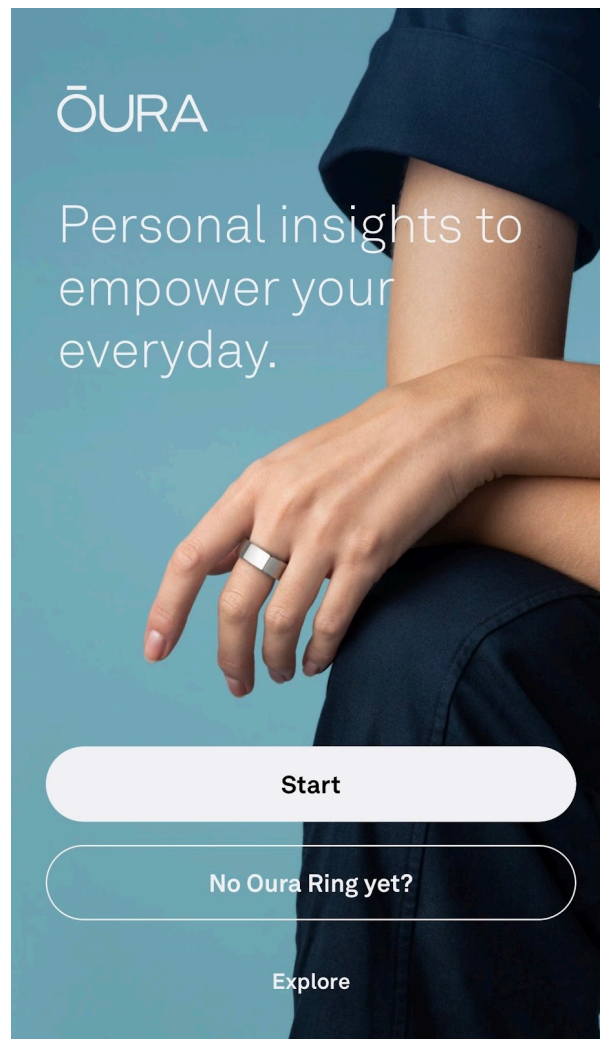 ŌURA
Personal insights to
empower your
everyday.
Start
No Oura Ring yet?
Explore